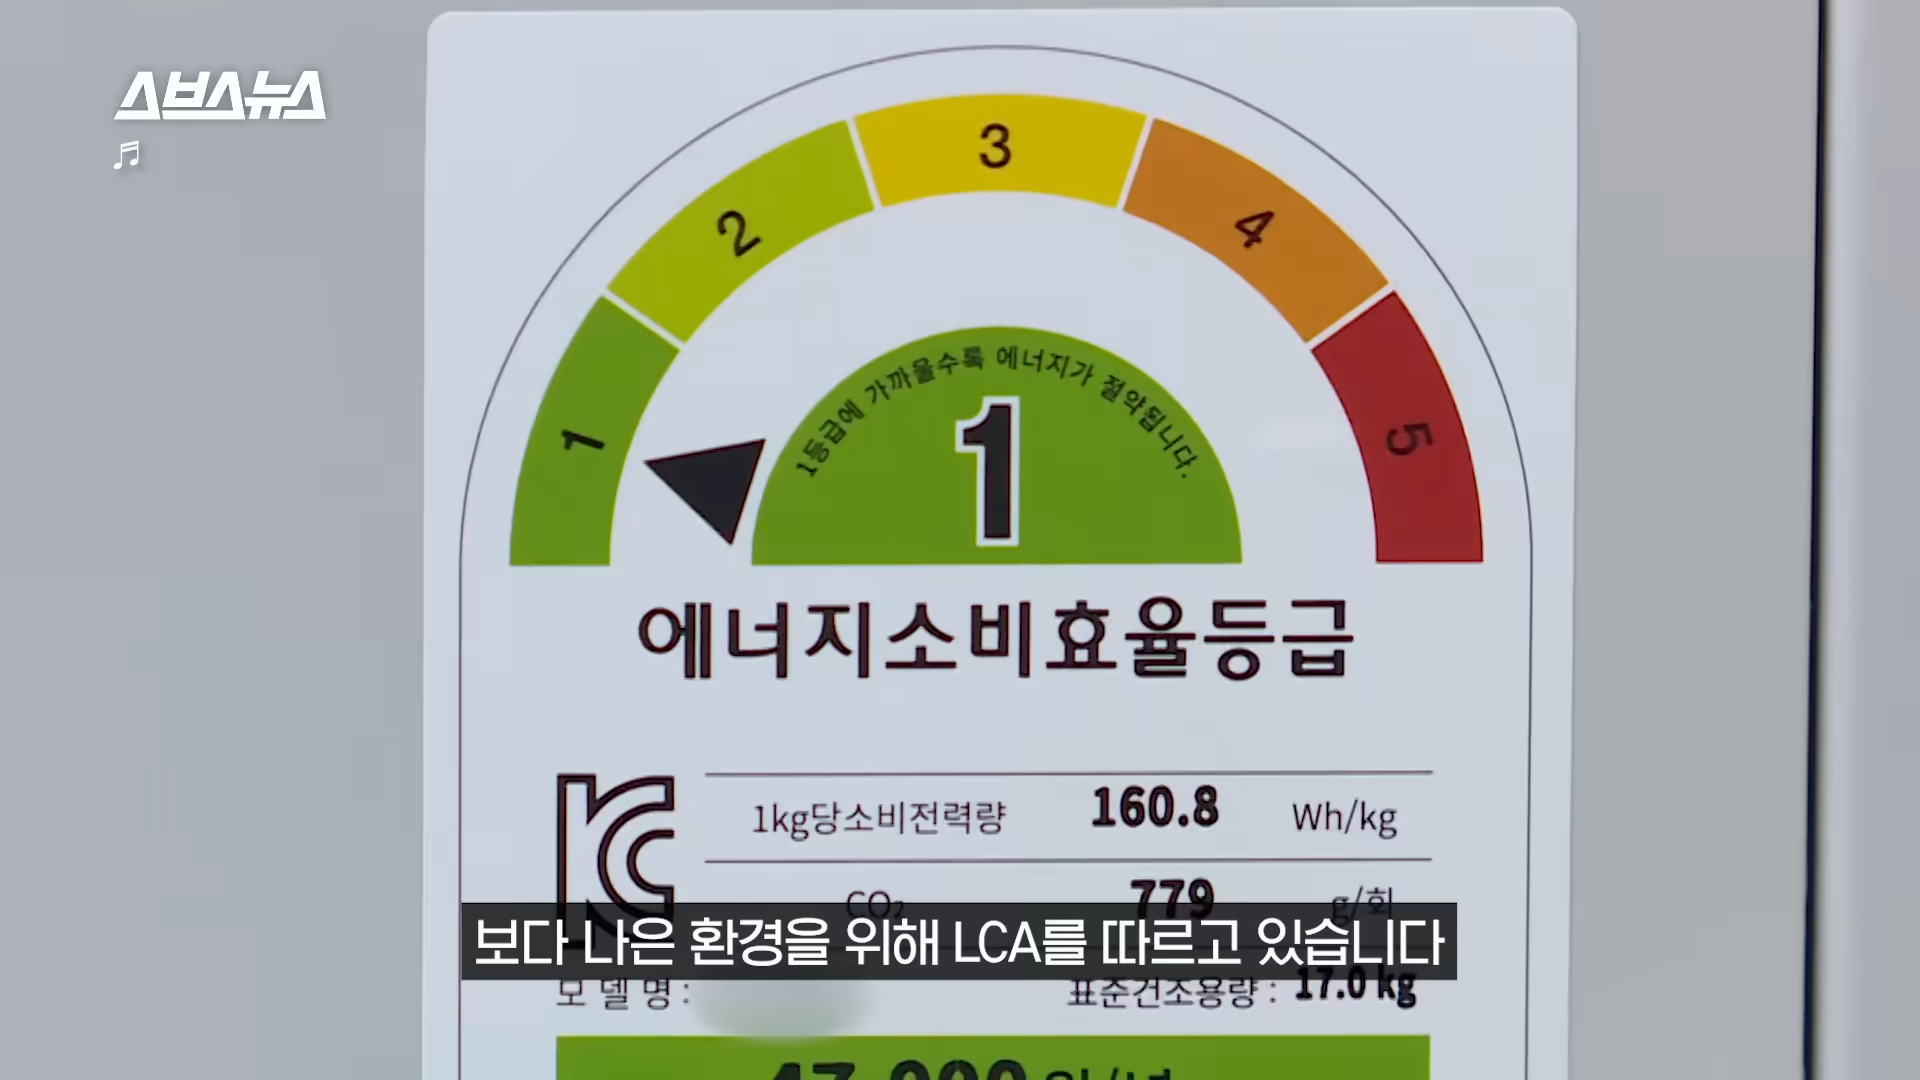 스브스뉴스
3
2
4
1
5
1등급에 가까울수록 에너지가 절약됩니다.
1
에너지소비효율등급
1kg당소비전력량 160.8 Wh/kg
CO₂ 779 g/회
보다 나은 환경을 위해 LCA를 따르고 있습니다
모델명 :
표준건조용량 : 17.0 kg